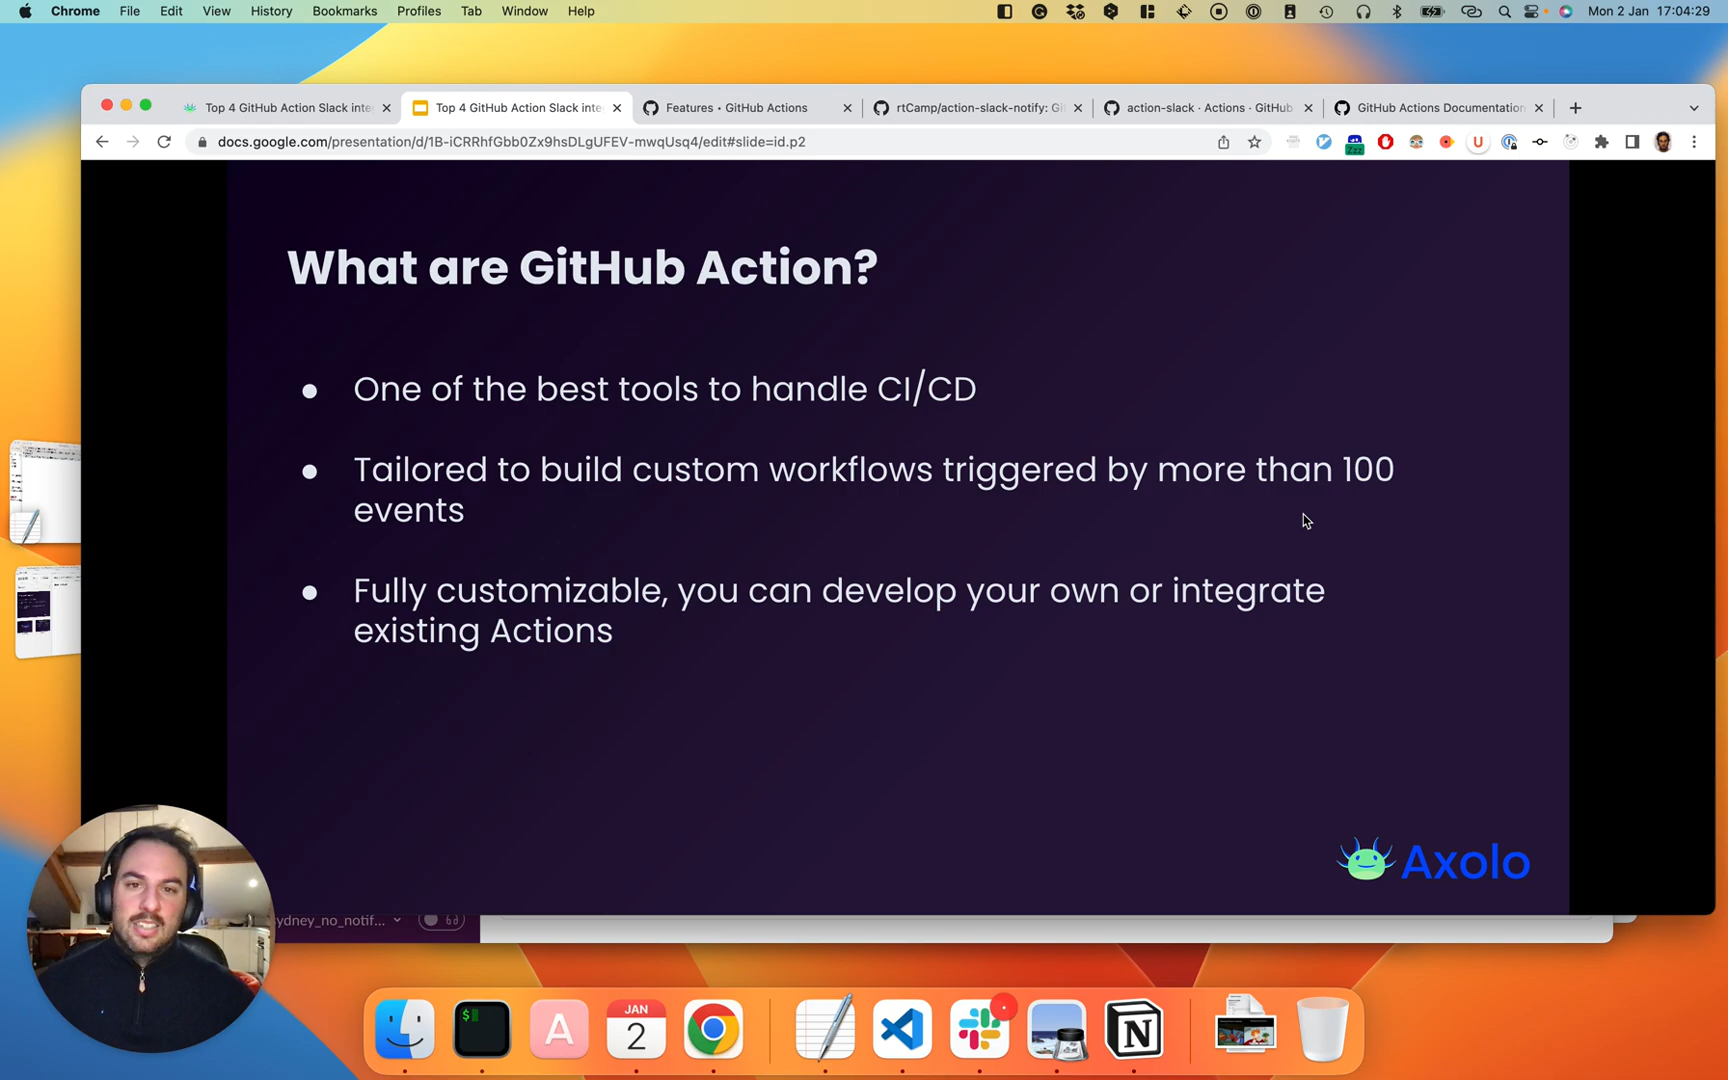 Chrome File Edit View History Bookmarks Profiles Tab Window Help Mon 2 Jan 17:04:29
Top 4 GitHub Action Slack inte Top 4 GitHub Action Slack inte Features • GitHub Actions rtCamp/action-slack-notify: Gi action-slack · Actions · GitHub GitHub Actions Documentation
docs.google.com/presentation/d/1B-iCRRhfGbb0Zx9hsDLgUFEV-mwqUsq4/edit#slide=id.p2
Zzz U
What are GitHub Action?
● One of the best tools to handle CI/CD
● Tailored to build custom workflows triggered by more than 100
events
● Fully customizable, you can develop your own or integrate
existing Actions
Axolo
ydney_no_notif...
$ A JAN
2 N